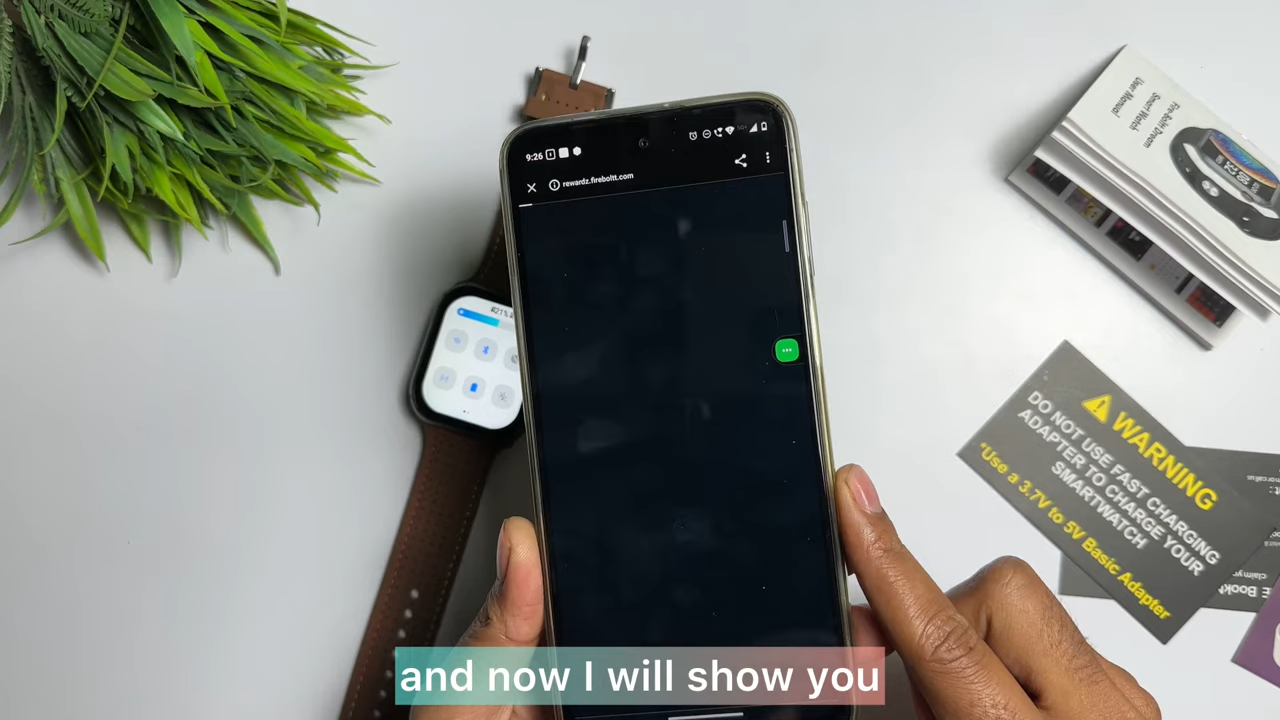 9:26
rewardz.fireboltt.com
Fire-Boltt Dream
Smart Watch
User Manual
WARNING
DO NOT USE FAST CHARGING
ADAPTER TO CHARGE YOUR
SMARTWATCH
*Use a 3.7V to 5V Basic Adapter
and now I will show you